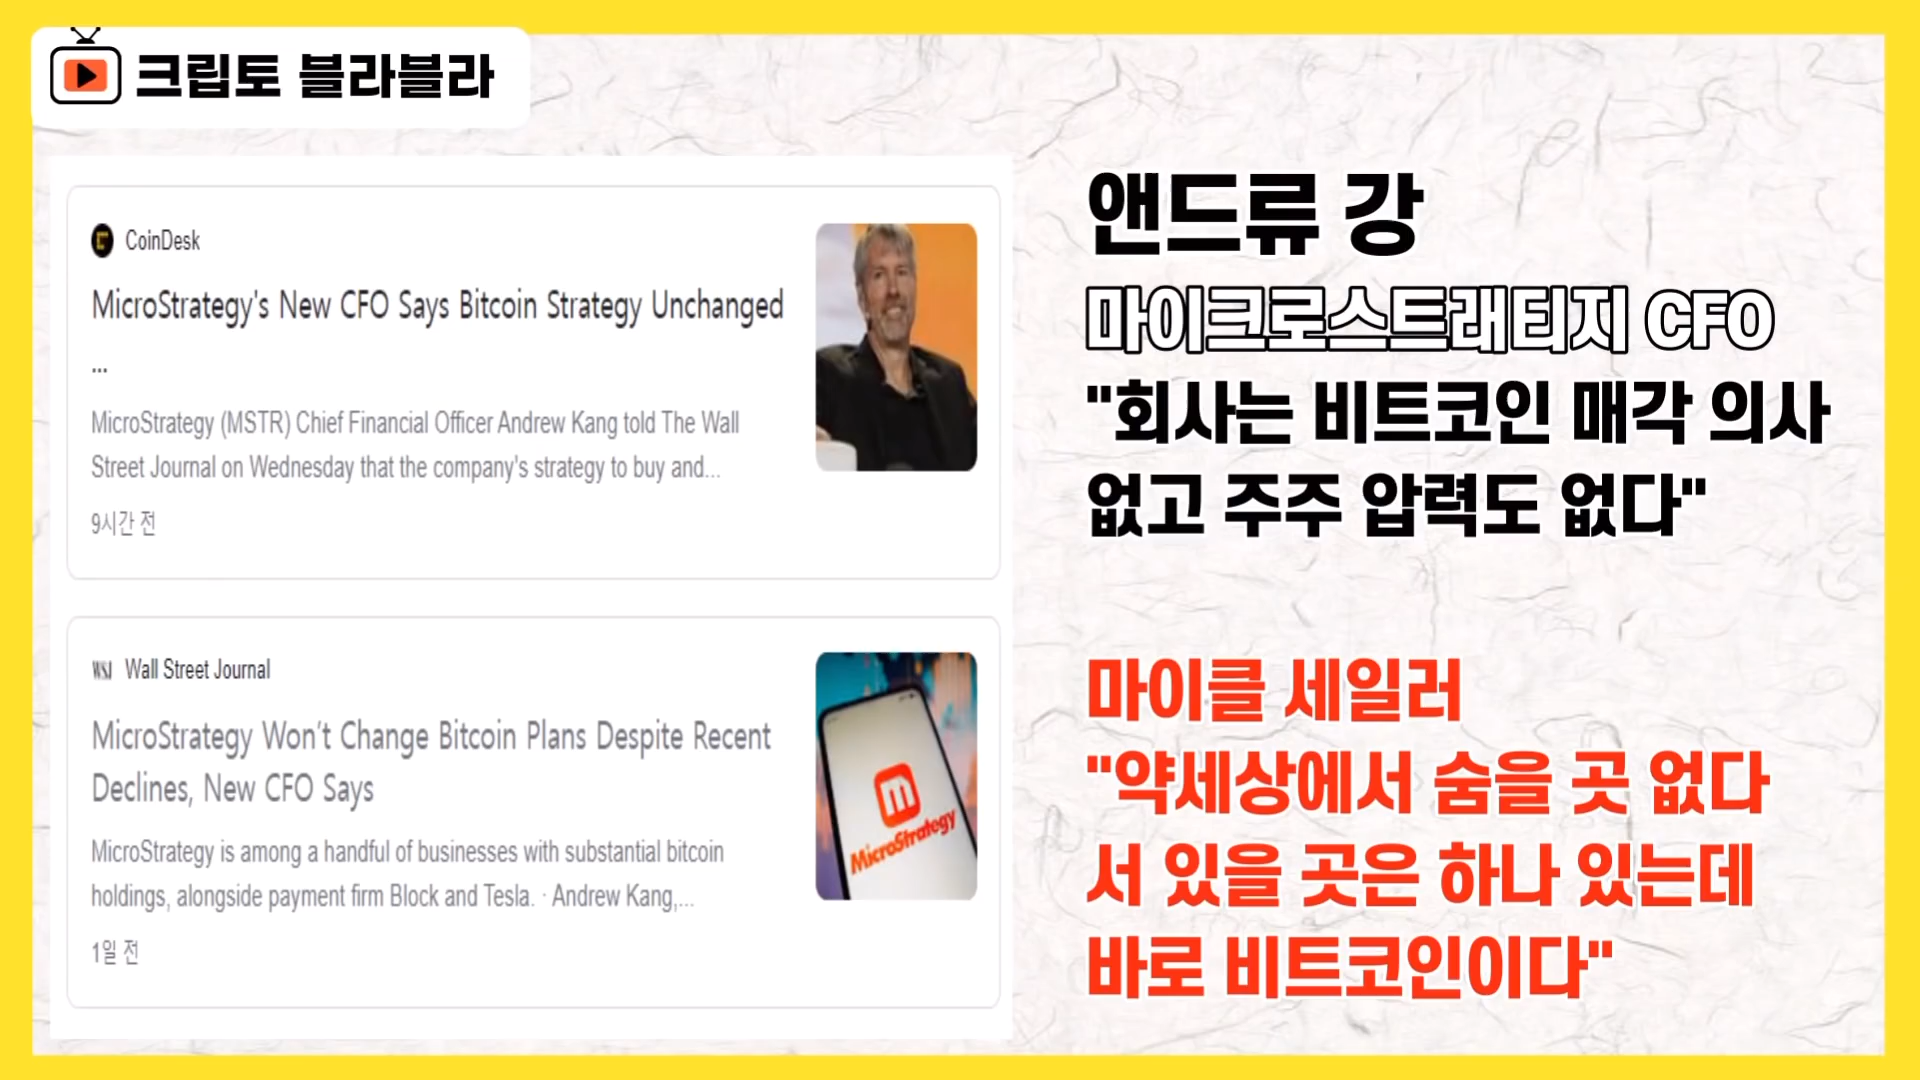 크립토 블라블라
CoinDesk
MicroStrategy's New CFO Says Bitcoin Strategy Unchanged
...
MicroStrategy (MSTR) Chief Financial Officer Andrew Kang told The Wall
Street Journal on Wednesday that the company's strategy to buy and...
9시간 전
WSJ Wall Street Journal
MicroStrategy Won't Change Bitcoin Plans Despite Recent
Declines, New CFO Says
MicroStrategy is among a handful of businesses with substantial bitcoin
holdings, alongside payment firm Block and Tesla. · Andrew Kang,...
1일 전
m
MicroStrategy
앤드류 강
마이크로스트래티지 CFO
"회사는 비트코인 매각 의사
없고 주주 압력도 없다"
마이클 세일러
"약세상에서 숨을 곳 없다
서 있을 곳은 하나 있는데
바로 비트코인이다"